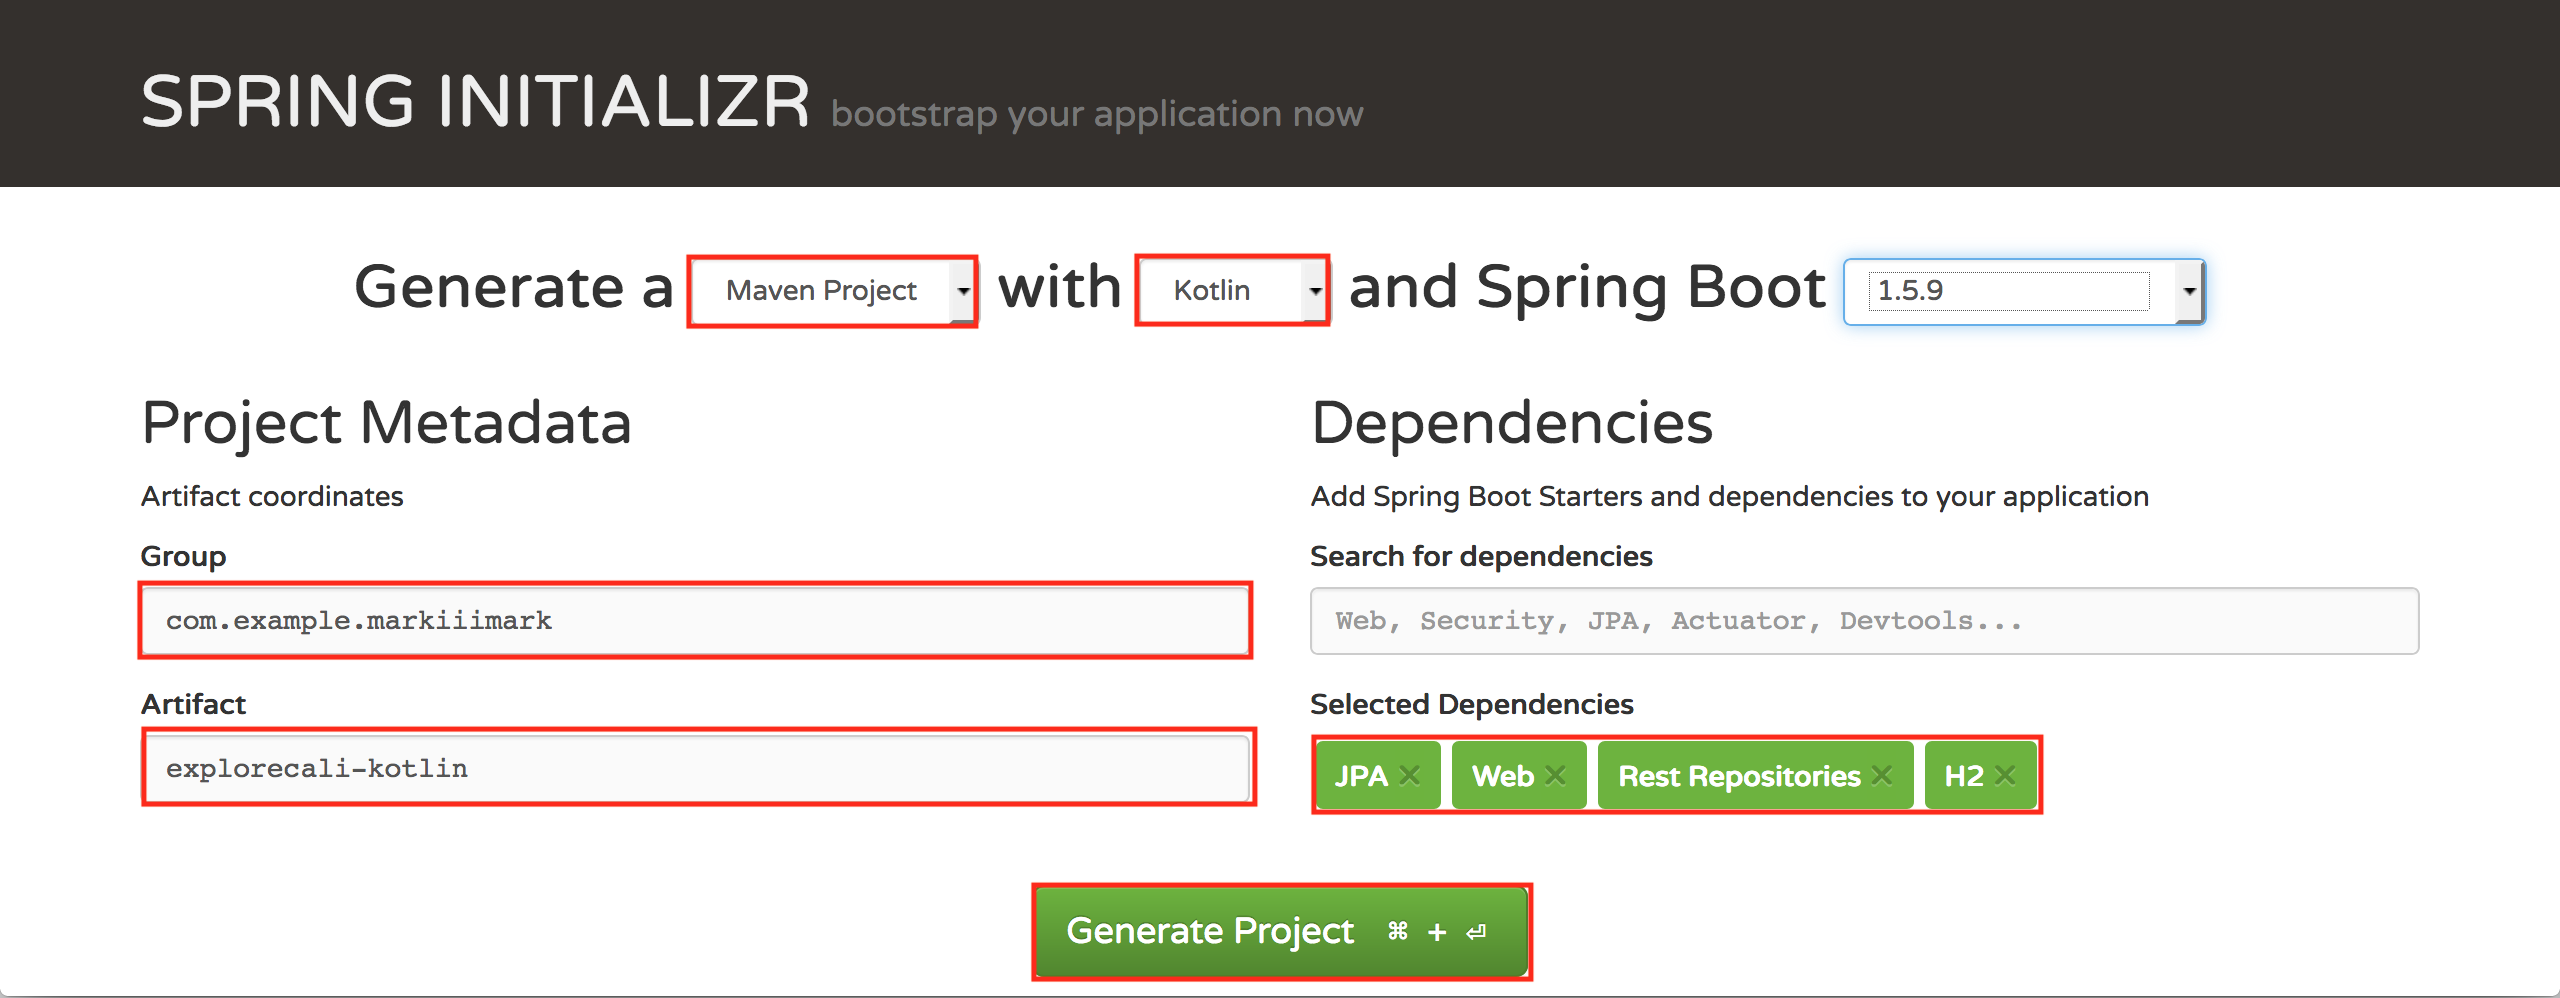 SPRING INITIALIZR bootstrap your application now
Generate a Maven Project with Kotlin and Spring Boot 1.5.9
Project Metadata
Artifact coordinates
Group
com.example.markiiimark
Artifact
explorecali-kotlin
Dependencies
Add Spring Boot Starters and dependencies to your application
Search for dependencies
Web, Security, JPA, Actuator, Devtools...
Selected Dependencies
JPA × Web × Rest Repositories × H2 ×
Generate Project ⌘ + ⏎